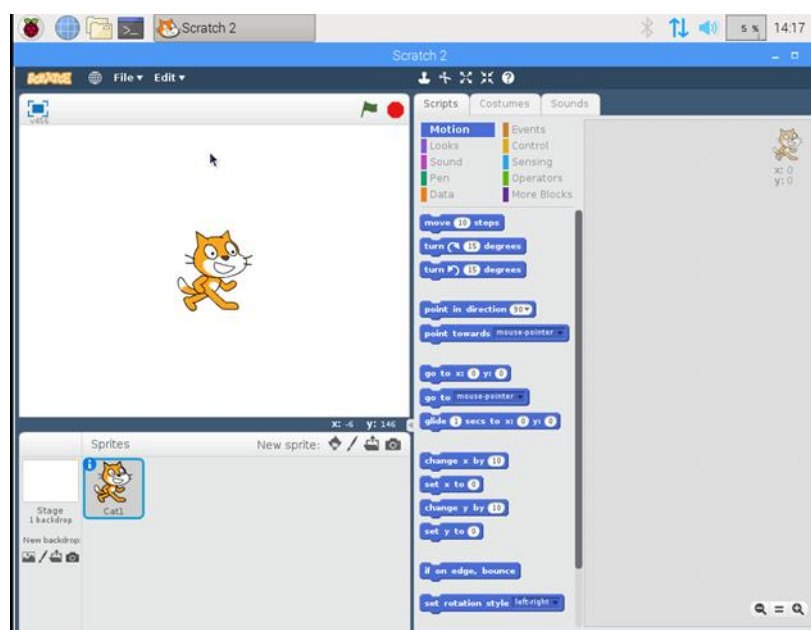 Scratch 2
5 %
14:17
Scratch 2
SCRATCH
File
Edit
v456
Scripts
Costumes
Sounds
Motion
Events
Looks
Control
Sound
Sensing
Pen
Operators
Data
More Blocks
x: 0
y: 0
move 10 steps
turn 15 degrees
turn 15 degrees
point in direction 90
point towards mouse-pointer
go to x: 0 y: 0
go to mouse-pointer
glide 1 secs to x: 0 y: 0
change x by 10
set x to 0
change y by 10
set y to 0
if on edge, bounce
set rotation style left-right
X: -6 Y: 146
Sprites
New sprite:
Stage
1 backdrop
Cat1
New backdrop: